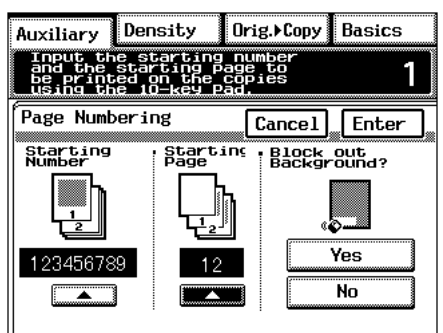 Auxiliary Density Orig.▸Copy Basics
Input the starting number
and the starting page to
be printed on the copies
using the 10-key Pad.
1
Page Numbering Cancel Enter
Starting
Number
Starting
Page
Block out
Background?
1
2
1
2
123456789
12
Yes
No